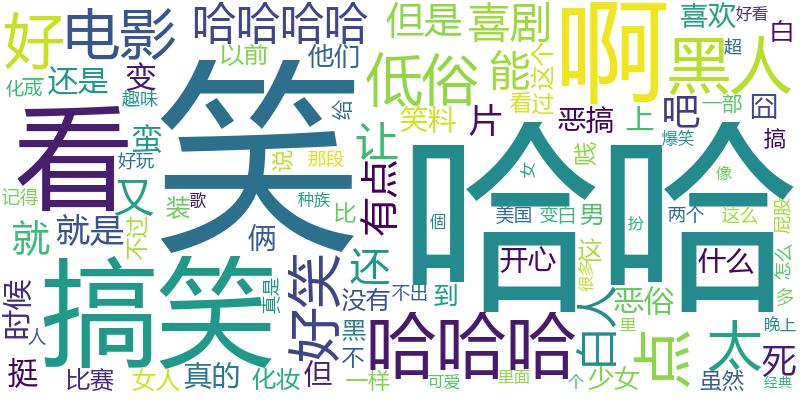 好
电影
哈哈哈哈
但是
喜剧
啊
喜欢
好看
白
化成
还是
变
以前
他们
低俗
能
这个
黑人
超
趣味
给
笑料
看过
片
恶搞
吧
一部
囧
看
笑
让
哈哈
爆笑
搞
蛮
好玩
说
那段
贱
女
像
记得
又
装
歌
有点
种族
比
個
美国
变白
男
扮
两个
这么
屁股
就
就是
不过
俩
还
开心
这
什么
怎么
搞笑
真是
好笑
没有
不出
到
很多
多
时候
人
黑
不
哈哈哈
白人
恶俗
里
点
太
晚上
死
挺
比赛
女人
真的
化妆
但
一样
可爱
里面
个
少女
虽然
经典